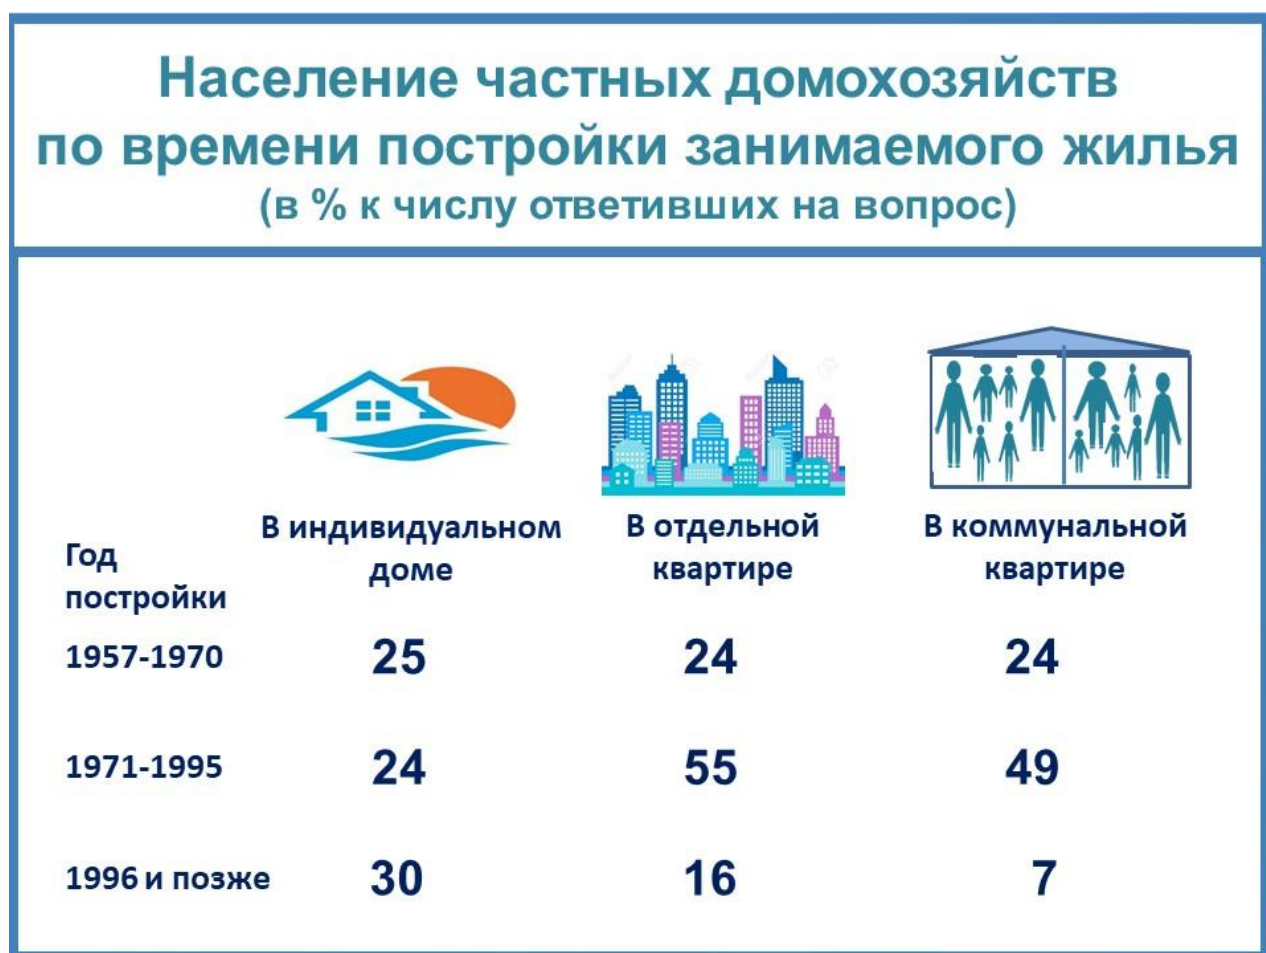 Население частных домохозяйств
по времени постройки занимаемого жилья
(в % к числу ответивших на вопрос)
Год
постройки
В индивидуальном
доме
В отдельной
квартире
В коммунальной
квартире
1957-1970 25 24 24
1971-1995 24 55 49
1996 и позже 30 16 7